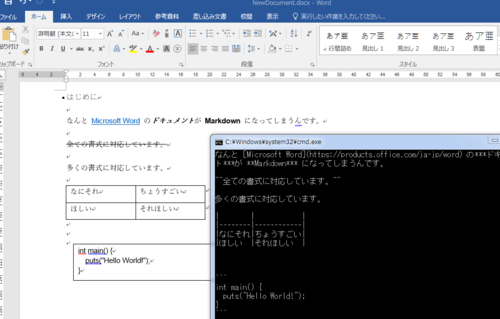 NewDocument.docx - Word
ファイル ホーム 挿入 デザイン レイアウト 参考資料 差し込み文書 校閲 表示 実行したい作業を入力してください...
貼り付け
游明朝 (本文(
11
あア亜 あア亜 あア亜 あア亜 あア亜
行間詰め 見出し 1 見出し 2 見出し 3 表題
クリップボード フォント 段落 スタイル
はじめに
なんと Microsoft Word のドキュメントが Markdown になってしまうんです。
全ての書式に対応しています。
多くの書式に対応しています。
なにそれ ちょうすごい
ほしい それほしい
int main() {
puts("Hello World!");
}
C:¥Windows¥system32¥cmd.exe
なんと [Microsoft Word](https://products.office.com/ja-jp/word) の***ドキ
ト***が **Markdown*** になってしまうんです。
~~全ての書式に対応しています。~~
多くの書式に対応しています。
| | |
|--------|------------|
|なにそれ|ちょうすごい|
|ほしい |それほしい |
```
int main() {
puts("Hello World!");
}
```